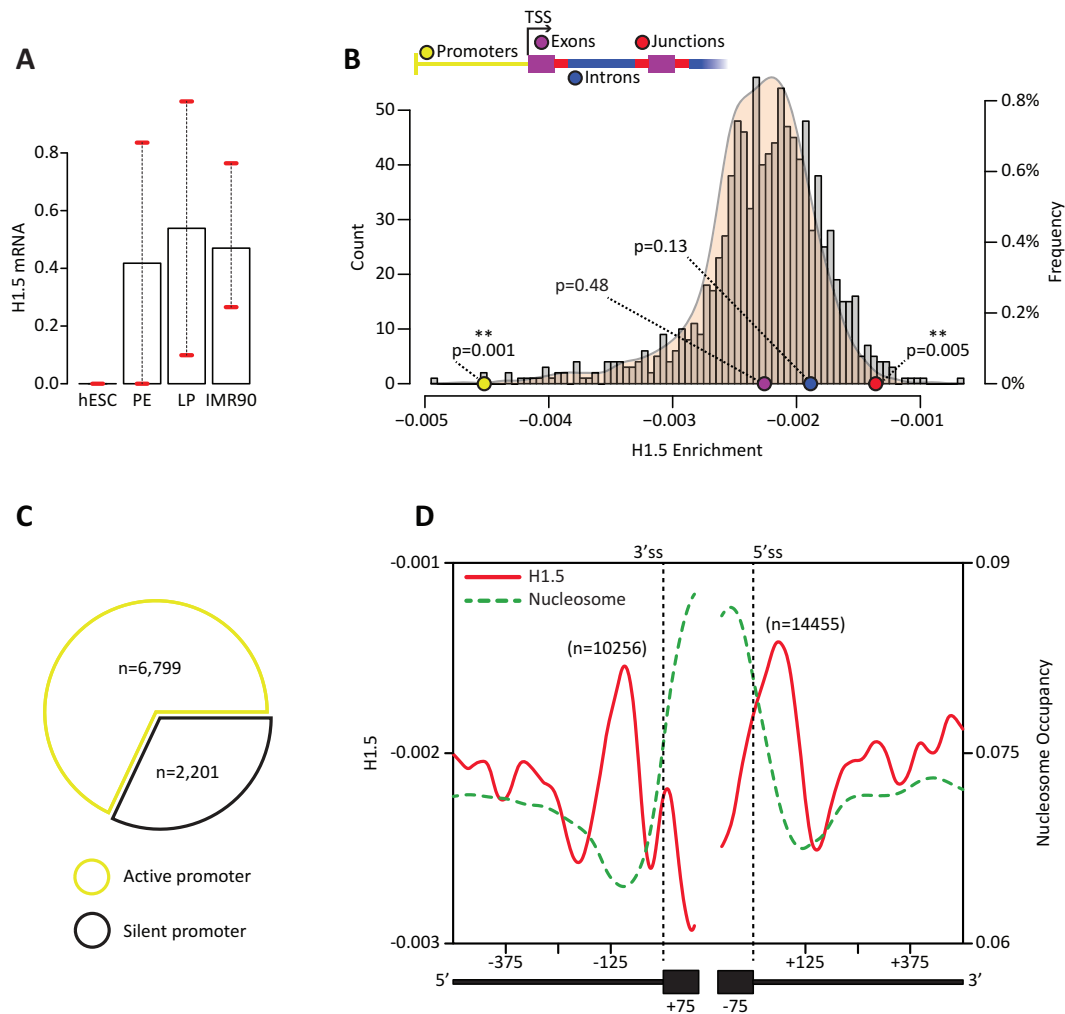 A
H1.5 mRNA
0.8
0.6
0.4
0.2
0.0
hESC PE LP IMR90
B
TSS
Promoters
Exons
Junctions
Introns
Count
50
40
30
20
10
0
Frequency
0.8%
0.6%
0.4%
0.2%
0%
**
p=0.001
p=0.48
p=0.13
**
p=0.005
−0.005 −0.004 −0.003 −0.002 −0.001
H1.5 Enrichment
C
n=6,799
n=2,201
Active promoter
Silent promoter
D
3’ss 5’ss
H1.5
Nucleosome
(n=10256)
(n=14455)
H1.5
-0.001
-0.002
-0.003
Nucleosome Occupancy
0.09
0.075
0.06
-375 -125 +125 +375
5’ 3’
+75 -75